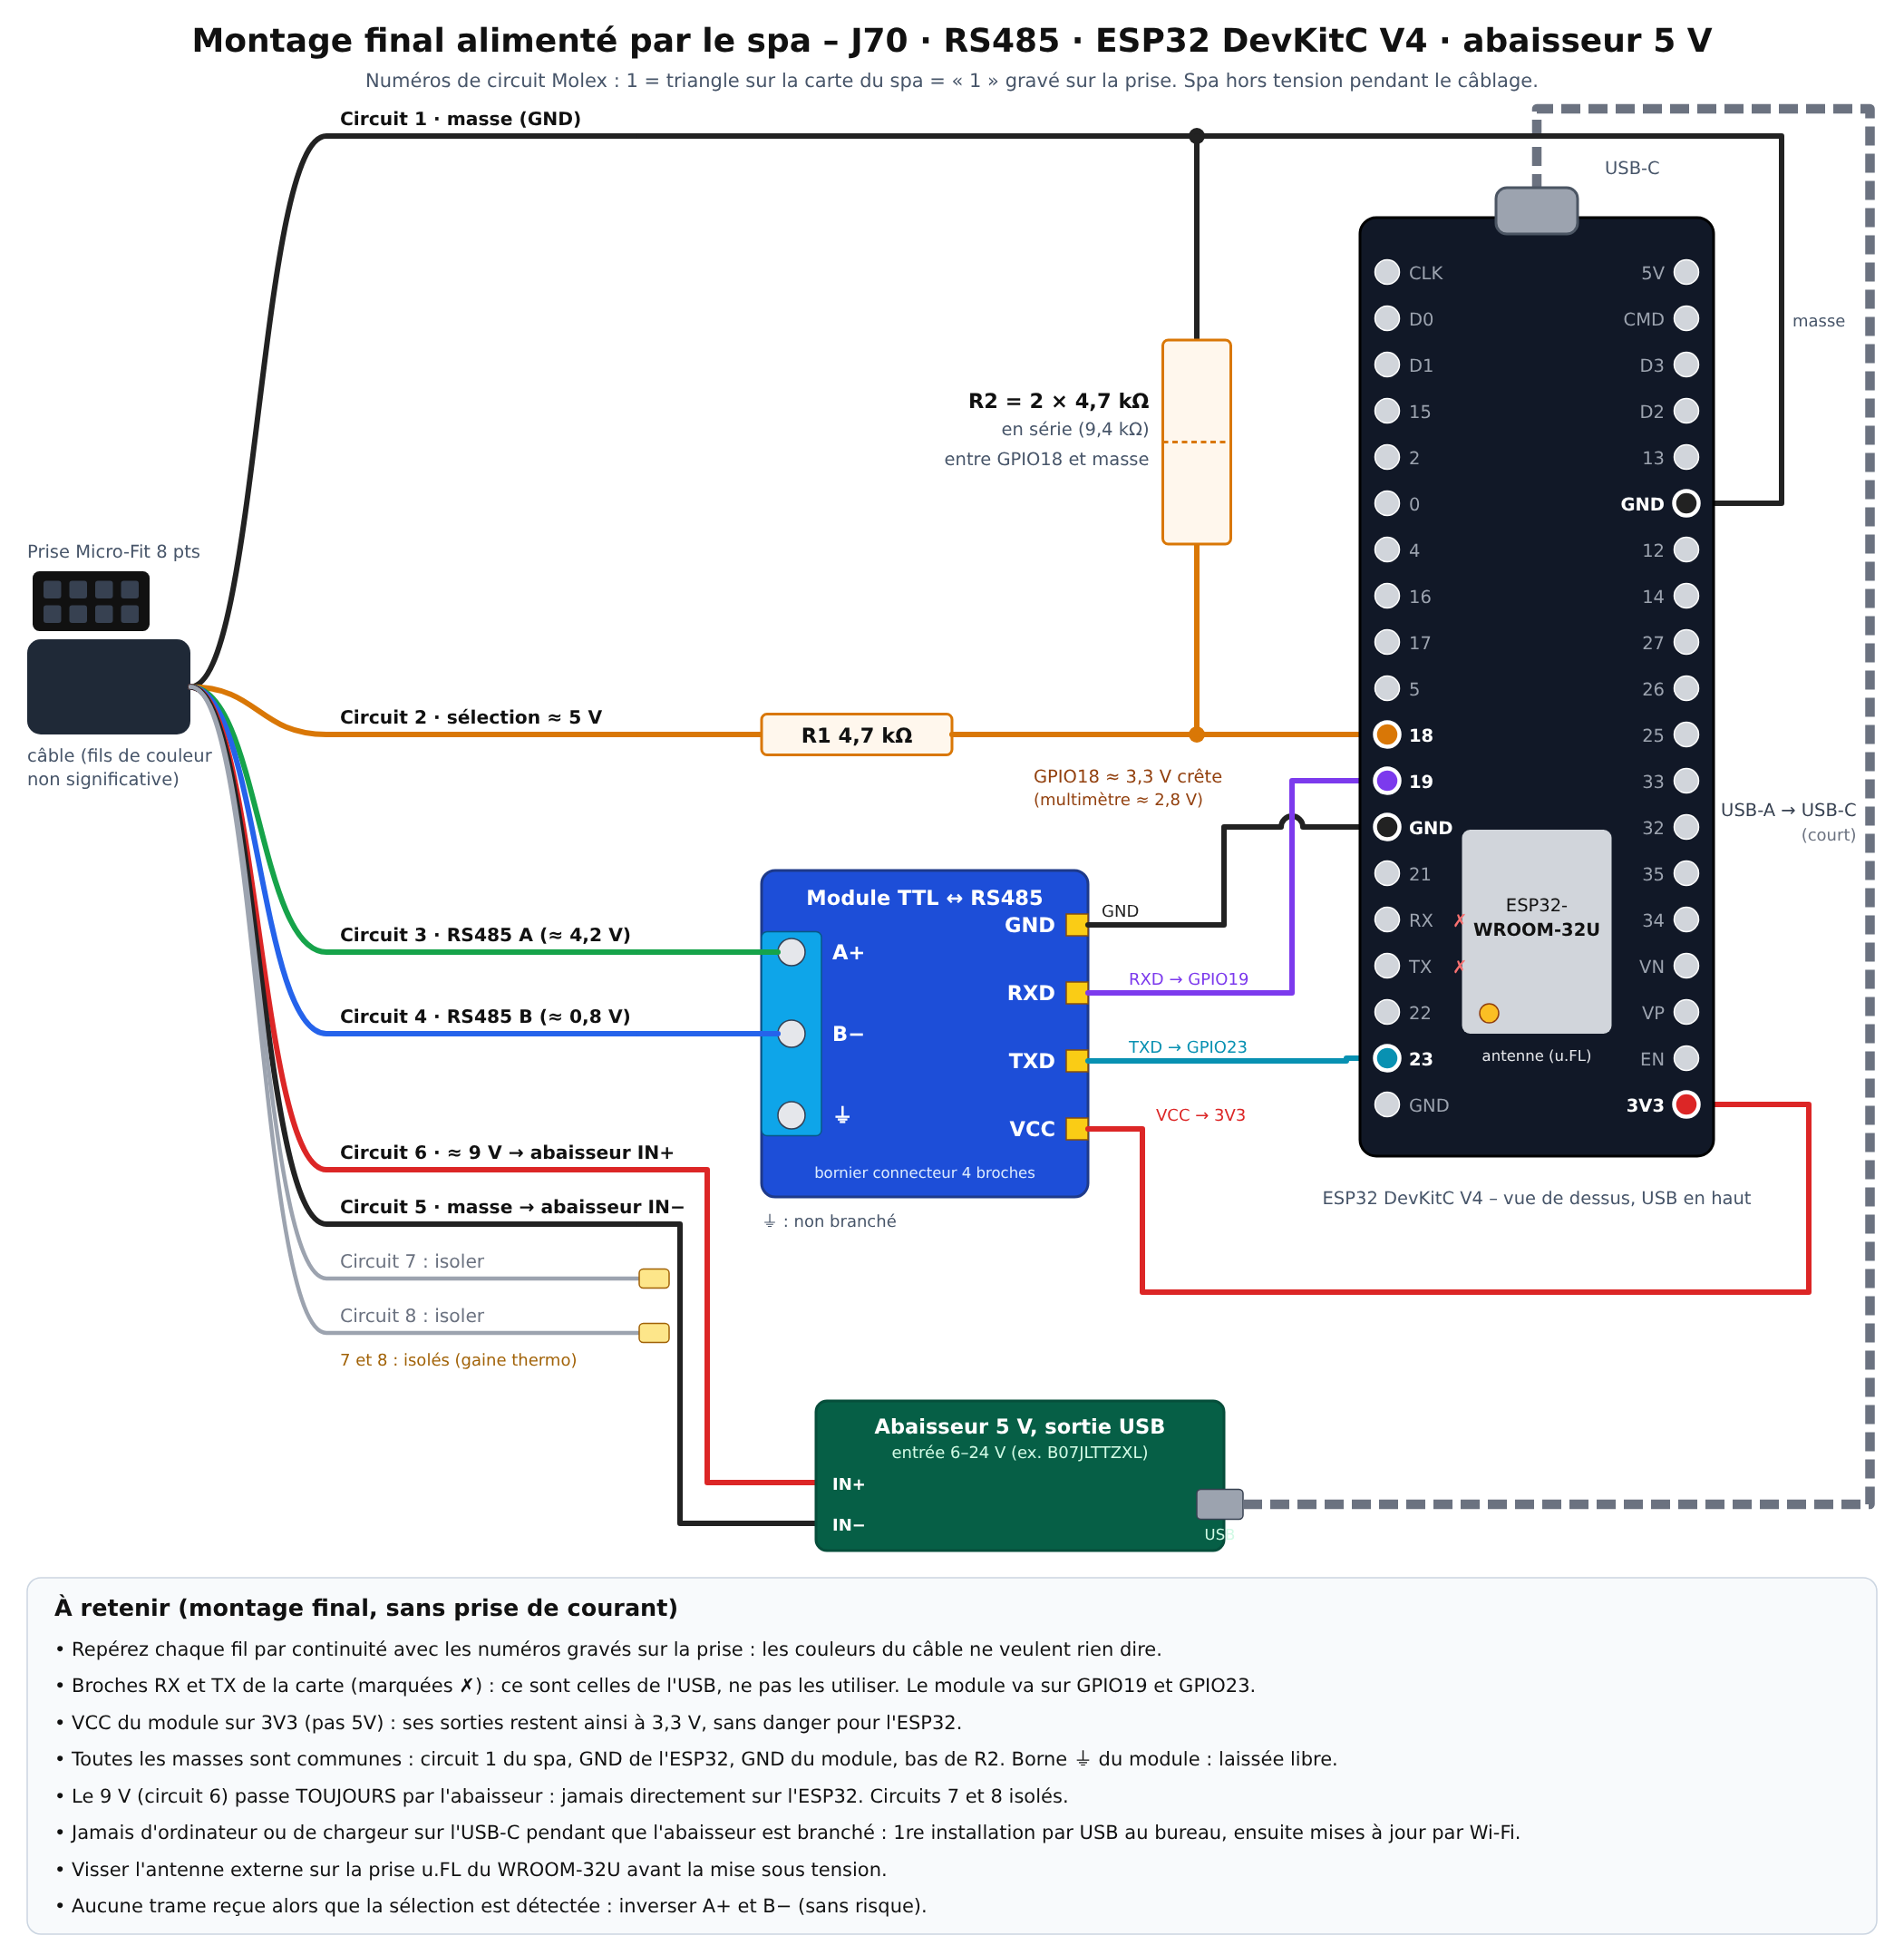 Montage final alimenté par le spa – J70 · RS485 · ESP32 DevKitC V4 · abaisseur 5 V
Numéros de circuit Molex : 1 = triangle sur la carte du spa = « 1 » gravé sur la prise. Spa hors tension pendant le câblage.
Circuit 1 · masse (GND)
USB-C
CLK
5V
D0
CMD
masse
D1
D3
15
D2
2
13
0
GND
4
12
16
14
17
27
5
26
18
25
19
33
GND
32
21
35
RX ✗
34
TX ✗
VN
22
VP
23
EN
GND
3V3
ESP32-
WROOM-32U
antenne (u.FL)
ESP32 DevKitC V4 – vue de dessus, USB en haut
USB-A → USB-C
(court)
R2 = 2 × 4,7 kΩ
en série (9,4 kΩ)
entre GPIO18 et masse
Prise Micro-Fit 8 pts
câble (fils de couleur
non significative)
Circuit 2 · sélection ≈ 5 V
R1 4,7 kΩ
GPIO18 ≈ 3,3 V crête
(multimètre ≈ 2,8 V)
Circuit 3 · RS485 A (≈ 4,2 V)
Circuit 4 · RS485 B (≈ 0,8 V)
Module TTL ↔ RS485
GND
A+
RXD
B−
TXD
⏚
VCC
bornier connecteur 4 broches
⏚ : non branché
GND
RXD → GPIO19
TXD → GPIO23
VCC → 3V3
Circuit 6 · ≈ 9 V → abaisseur IN+
Circuit 5 · masse → abaisseur IN−
Circuit 7 : isoler
Circuit 8 : isoler
7 et 8 : isolés (gaine thermo)
Abaisseur 5 V, sortie USB
entrée 6–24 V (ex. B07JLTTZXL)
IN+
IN−
USB
À retenir (montage final, sans prise de courant)
• Repérez chaque fil par continuité avec les numéros gravés sur la prise : les couleurs du câble ne veulent rien dire.
• Broches RX et TX de la carte (marquées ✗) : ce sont celles de l'USB, ne pas les utiliser. Le module va sur GPIO19 et GPIO23.
• VCC du module sur 3V3 (pas 5V) : ses sorties restent ainsi à 3,3 V, sans danger pour l'ESP32.
• Toutes les masses sont communes : circuit 1 du spa, GND de l'ESP32, GND du module, bas de R2. Borne ⏚ du module : laissée libre.
• Le 9 V (circuit 6) passe TOUJOURS par l'abaisseur : jamais directement sur l'ESP32. Circuits 7 et 8 isolés.
• Jamais d'ordinateur ou de chargeur sur l'USB-C pendant que l'abaisseur est branché : 1re installation par USB au bureau, ensuite mises à jour par Wi-Fi.
• Visser l'antenne externe sur la prise u.FL du WROOM-32U avant la mise sous tension.
• Aucune trame reçue alors que la sélection est détectée : inverser A+ et B− (sans risque).